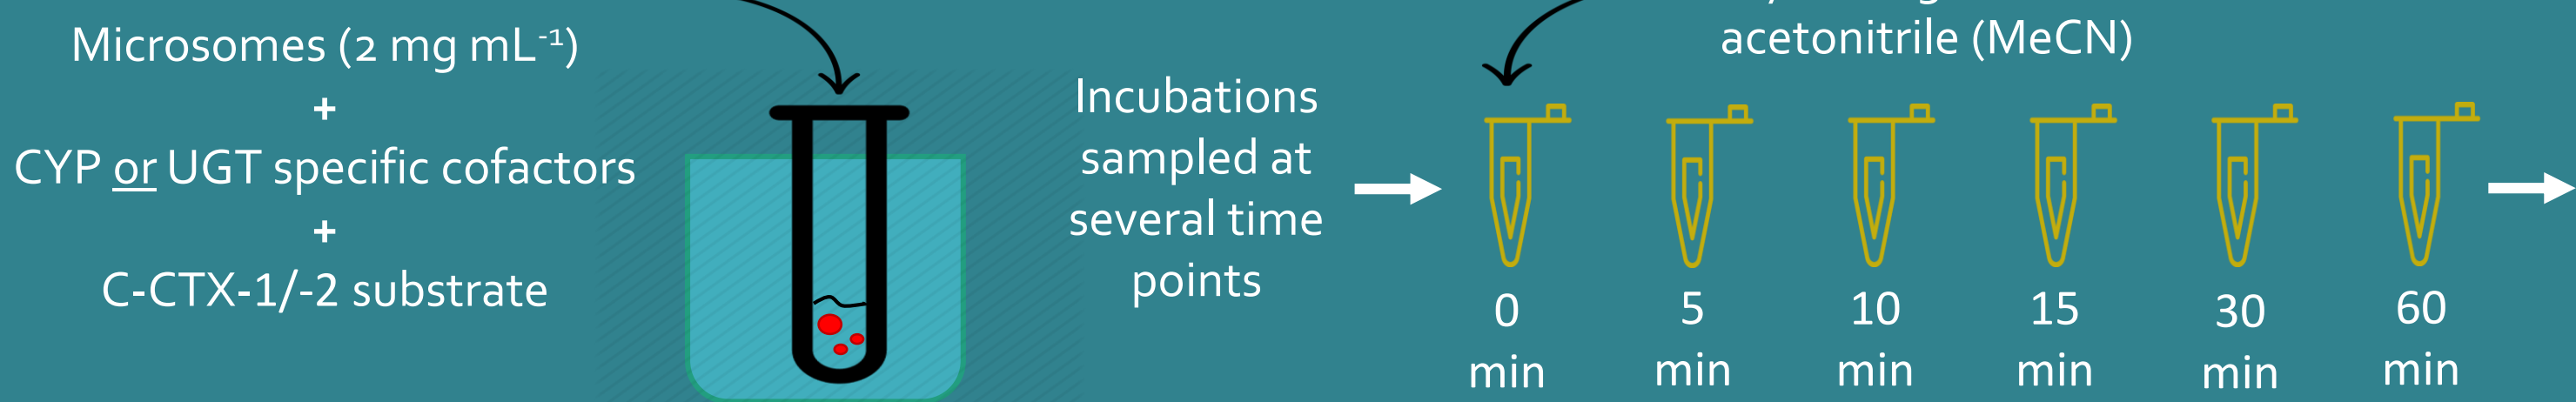 Microsomes (2 mg mL⁻¹)
+
CYP or UGT specific cofactors
+
C-CTX-1/-2 substrate
Incubations
sampled at
several time
points
acetonitrile (MeCN)
0 min
5 min
10 min
15 min
30 min
60 min